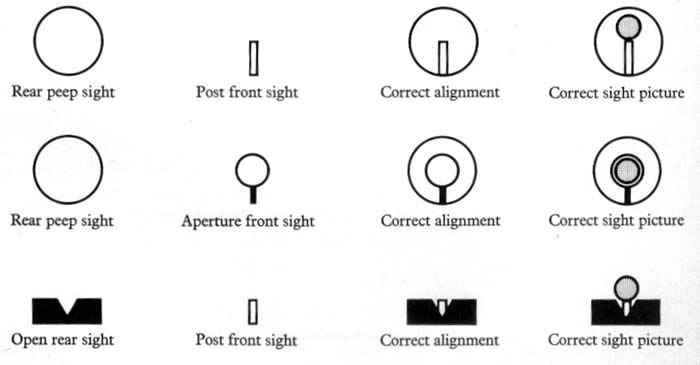 Rear peep sight
Post front sight
Correct alignment
Correct sight picture
Rear peep sight
Aperture front sight
Correct alignment
Correct sight picture
Open rear sight
Post front sight
Correct alignment
Correct sight picture